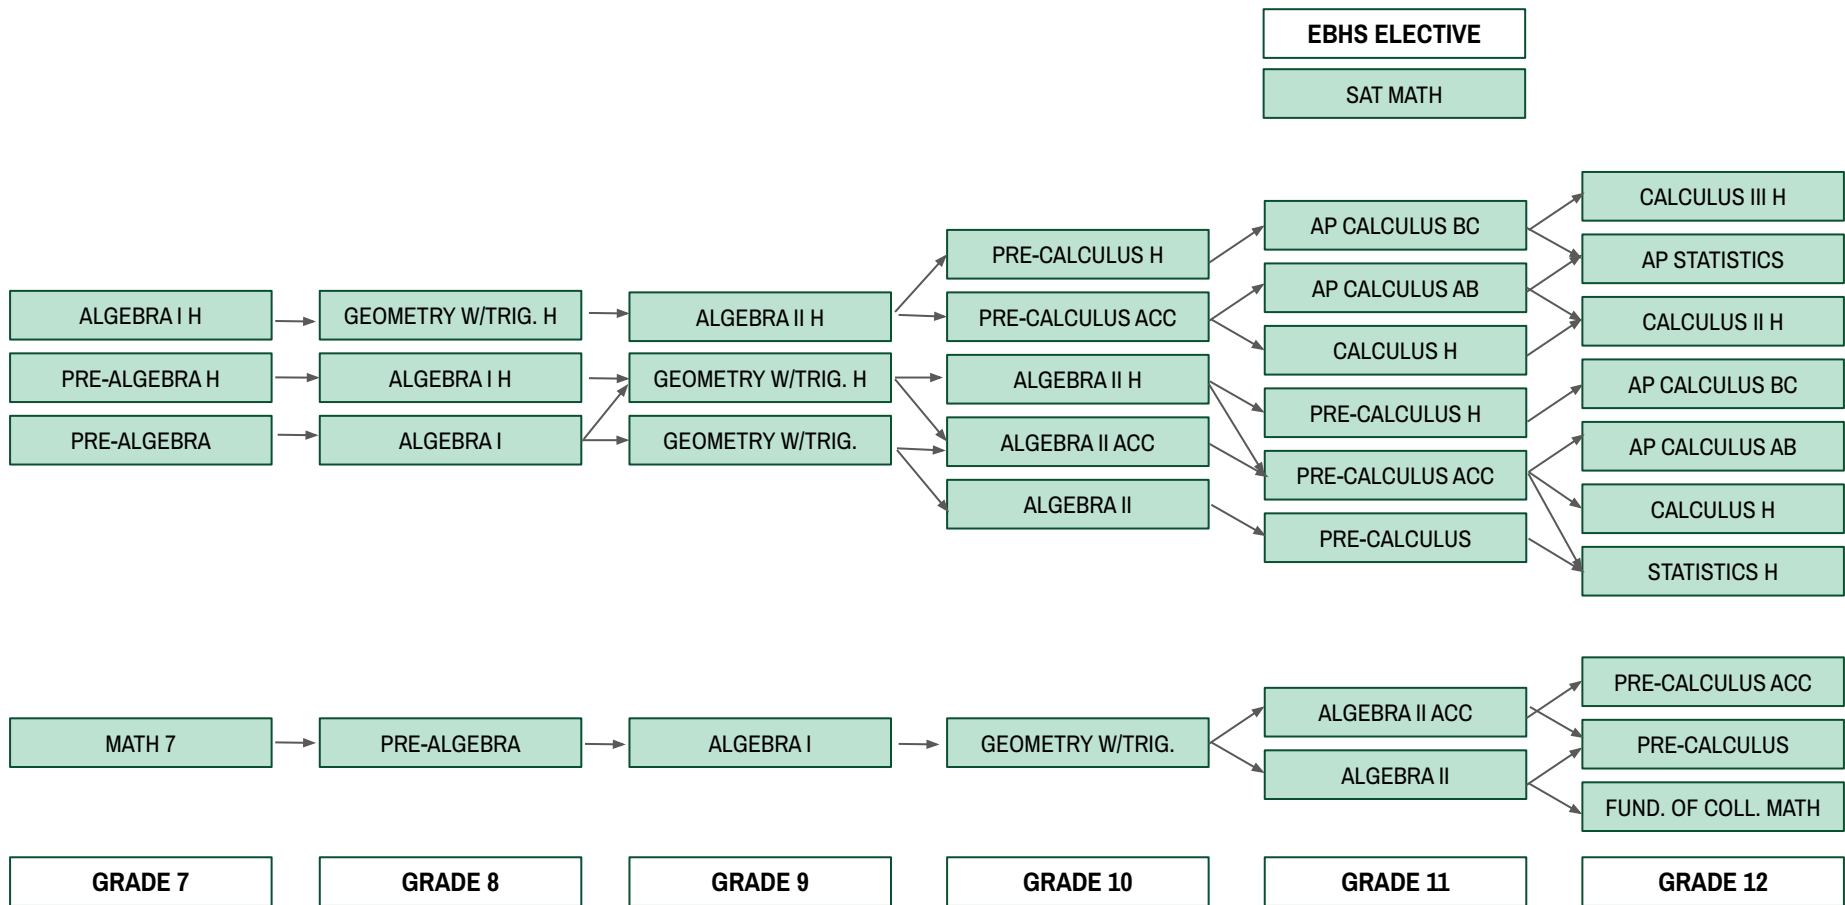 EBHS ELECTIVE
SAT MATH
ALGEBRA I H
PRE-ALGEBRA H
PRE-ALGEBRA
GEOMETRY W/TRIG. H
ALGEBRA I H
ALGEBRA I
ALGEBRA II H
GEOMETRY W/TRIG. H
GEOMETRY W/TRIG.
PRE-CALCULUS H
PRE-CALCULUS ACC
ALGEBRA II H
ALGEBRA II ACC
ALGEBRA II
AP CALCULUS BC
AP CALCULUS AB
CALCULUS H
PRE-CALCULUS H
PRE-CALCULUS ACC
PRE-CALCULUS
CALCULUS III H
AP STATISTICS
CALCULUS II H
AP CALCULUS BC
AP CALCULUS AB
CALCULUS H
STATISTICS H
MATH 7
PRE-ALGEBRA
ALGEBRA I
GEOMETRY W/TRIG.
ALGEBRA II ACC
ALGEBRA II
PRE-CALCULUS ACC
PRE-CALCULUS
FUND. OF COLL. MATH
GRADE 7
GRADE 8
GRADE 9
GRADE 10
GRADE 11
GRADE 12